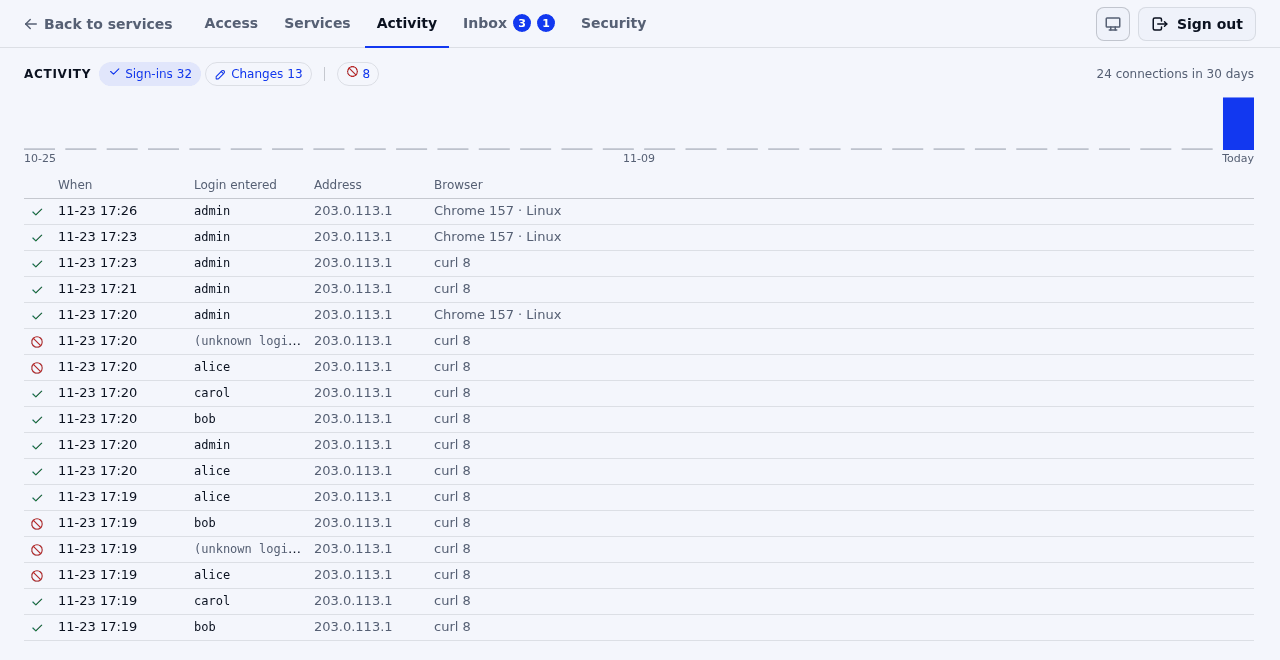 Back to services Access Services Activity Inbox 3 1 Security Sign out
ACTIVITY Sign-ins 32 Changes 13 8 24 connections in 30 days
10-25 11-09 Today
When Login entered Address Browser
11-23 17:26 admin 203.0.113.1 Chrome 157 · Linux
11-23 17:23 admin 203.0.113.1 Chrome 157 · Linux
11-23 17:23 admin 203.0.113.1 curl 8
11-23 17:21 admin 203.0.113.1 curl 8
11-23 17:20 admin 203.0.113.1 Chrome 157 · Linux
11-23 17:20 (unknown logi… 203.0.113.1 curl 8
11-23 17:20 alice 203.0.113.1 curl 8
11-23 17:20 carol 203.0.113.1 curl 8
11-23 17:20 bob 203.0.113.1 curl 8
11-23 17:20 admin 203.0.113.1 curl 8
11-23 17:20 alice 203.0.113.1 curl 8
11-23 17:19 alice 203.0.113.1 curl 8
11-23 17:19 bob 203.0.113.1 curl 8
11-23 17:19 (unknown logi… 203.0.113.1 curl 8
11-23 17:19 alice 203.0.113.1 curl 8
11-23 17:19 carol 203.0.113.1 curl 8
11-23 17:19 bob 203.0.113.1 curl 8